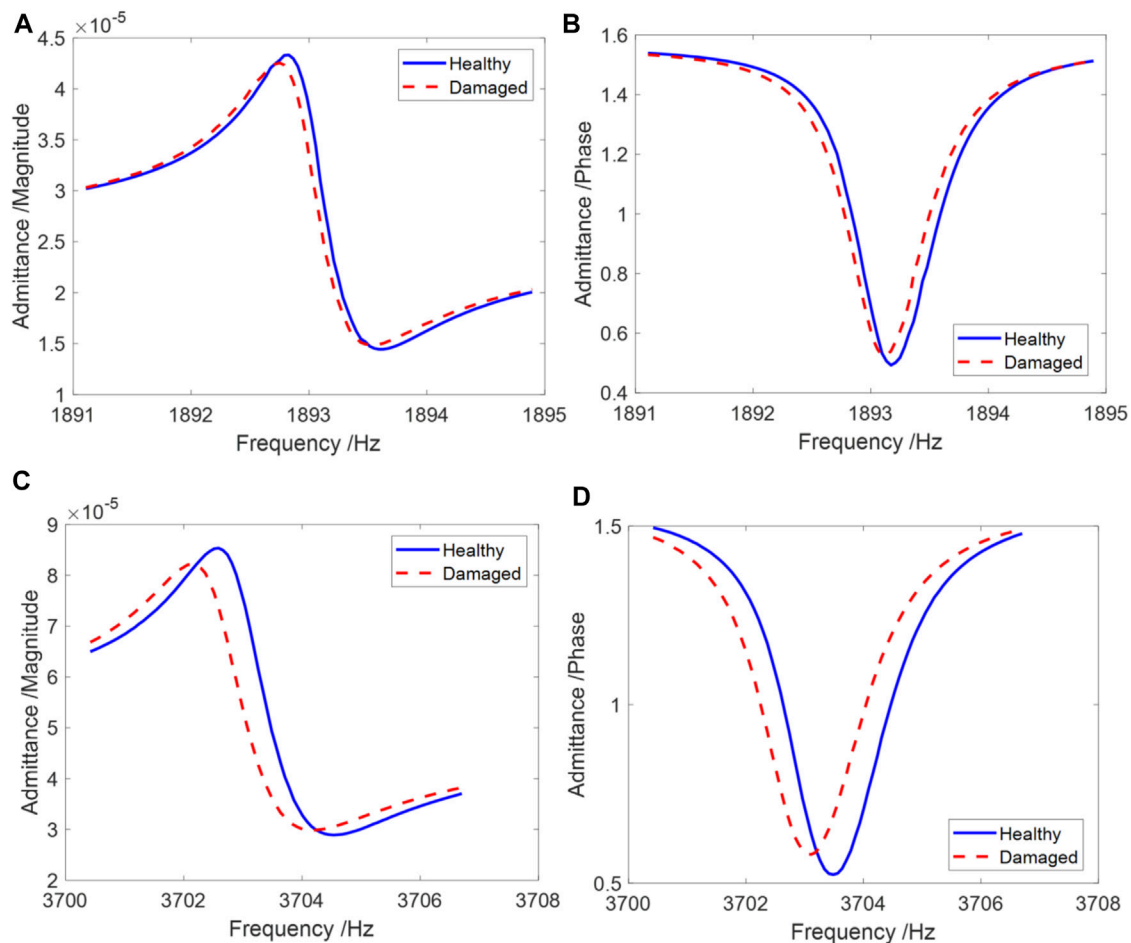 A
×10⁻⁵
4.5
4
3.5
3
2.5
2
1.5
1
1891 1892 1893 1894 1895
Admittance /Magnitude
Frequency /Hz
Healthy
Damaged
B
1.6
1.4
1.2
1
0.8
0.6
0.4
1891 1892 1893 1894 1895
Admittance /Phase
Frequency /Hz
Healthy
Damaged
C
×10⁻⁵
9
8
7
6
5
4
3
2
3700 3702 3704 3706 3708
Admittance /Magnitude
Frequency /Hz
Healthy
Damaged
D
1.5
1
0.5
3700 3702 3704 3706 3708
Admittance /Phase
Frequency /Hz
Healthy
Damaged